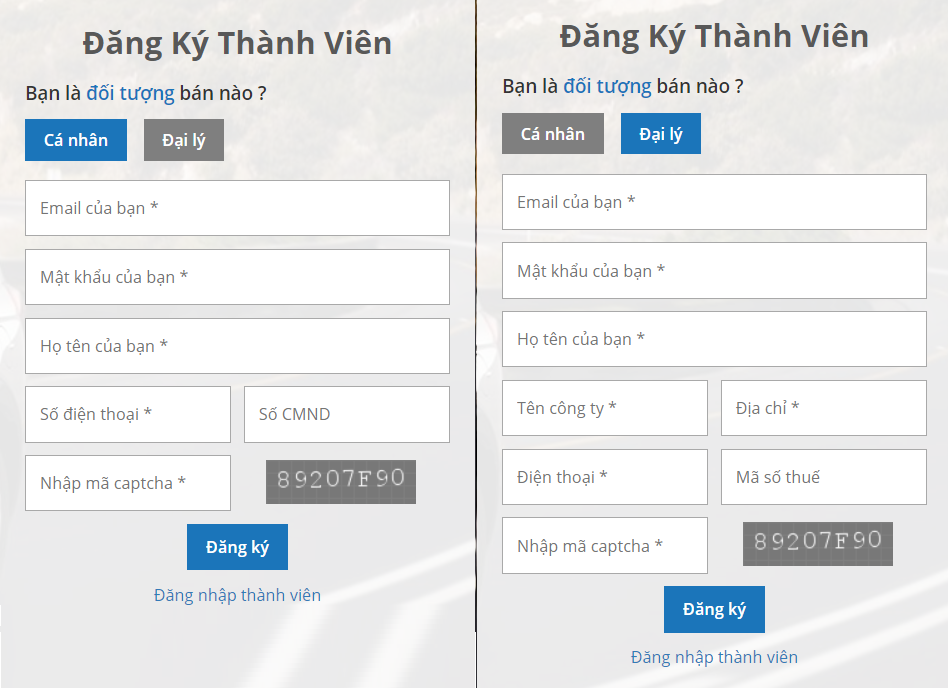 Đăng Ký Thành Viên
Bạn là đối tượng bán nào ?
Cá nhân
Đại lý
Email của bạn *
Mật khẩu của bạn *
Họ tên của bạn *
Số điện thoại *
Số CMND
Nhập mã captcha *
89207F90
Đăng ký
Đăng nhập thành viên
Đăng Ký Thành Viên
Bạn là đối tượng bán nào ?
Cá nhân
Đại lý
Email của bạn *
Mật khẩu của bạn *
Họ tên của bạn *
Tên công ty *
Địa chỉ *
Điện thoại *
Mã số thuế
Nhập mã captcha *
89207F90
Đăng ký
Đăng nhập thành viên